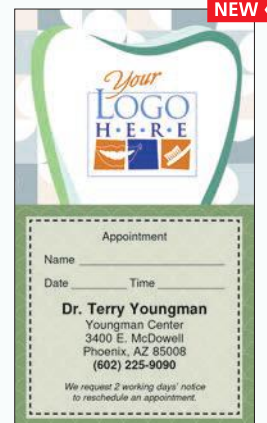 NEW
Your
LOGO
H•E•R•E
Appointment
Name
Date Time
Dr. Terry Youngman
Youngman Center
3400 E. McDowell
Phoenix, AZ 85008
(602) 225-9090
We request 2 working days' notice
to reschedule an appointment.